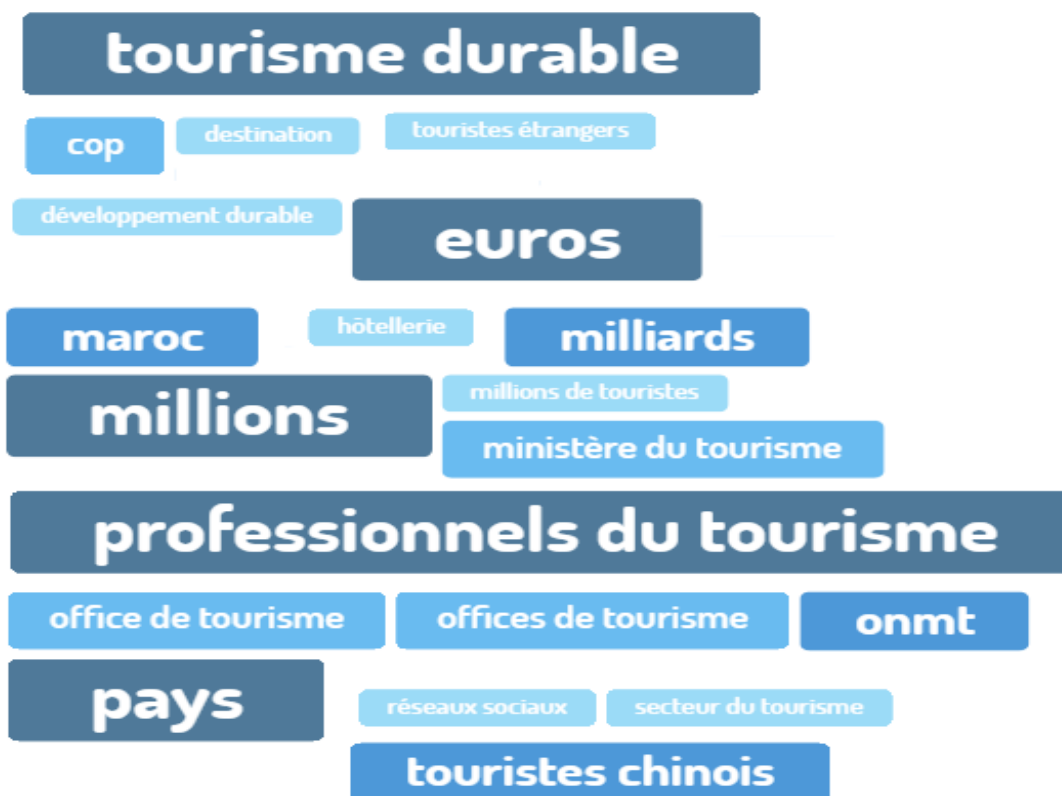 tourisme durable
cop destination touristes étrangers
développement durable euros
maroc hôtellerie milliards
millions millions de touristes
ministère du tourisme
professionnels du tourisme
office de tourisme offices de tourisme onmt
pays réseaux sociaux secteur du tourisme
touristes chinois